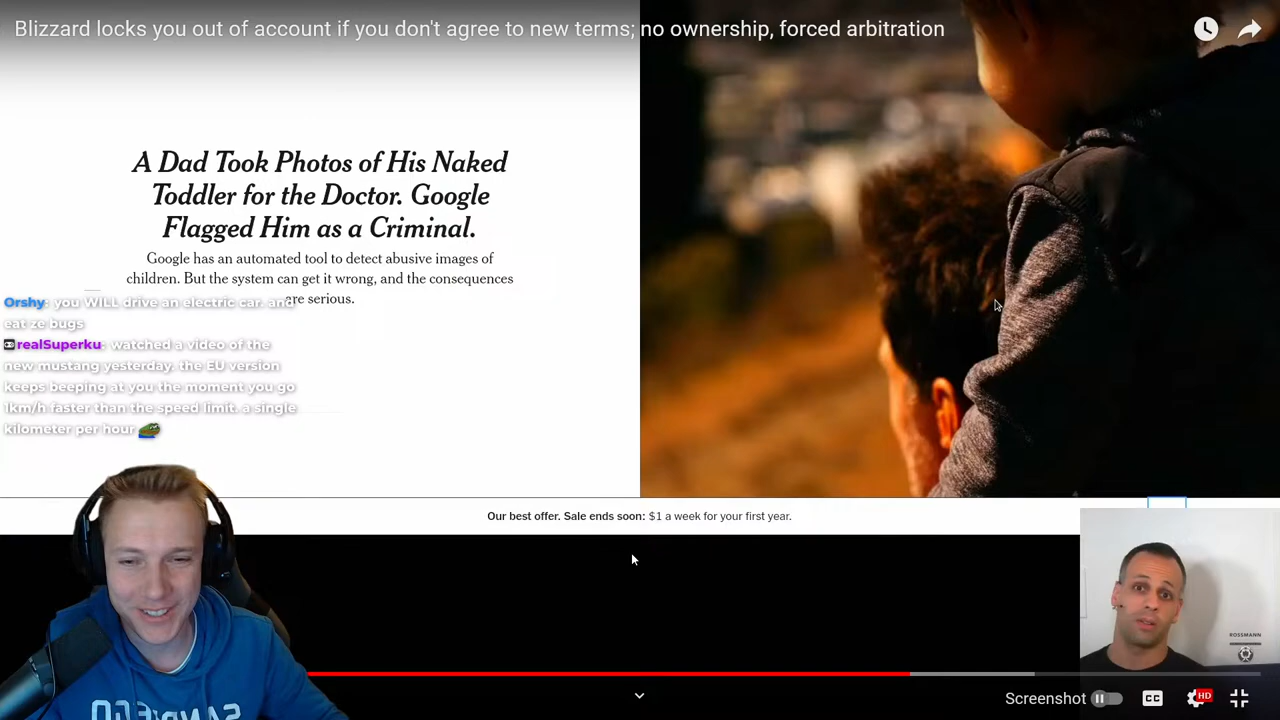 Blizzard locks you out of account if you don't agree to new terms; no ownership, forced arbitration
A Dad Took Photos of His Naked
Toddler for the Doctor. Google
Flagged Him as a Criminal.
Google has an automated tool to detect abusive images of
children. But the system can get it wrong, and the consequences
are serious.
Orshy: you WILL drive an electric car. and
eat ze bugs
realSuperku: watched a video of the
new mustang yesterday. the EU version
keeps beeping at you the moment you go
1km/h faster than the speed limit. a single
kilometer per hour
Our best offer. Sale ends soon: $1 a week for your first year.
ROSSMANN
Screenshot
CC
HD